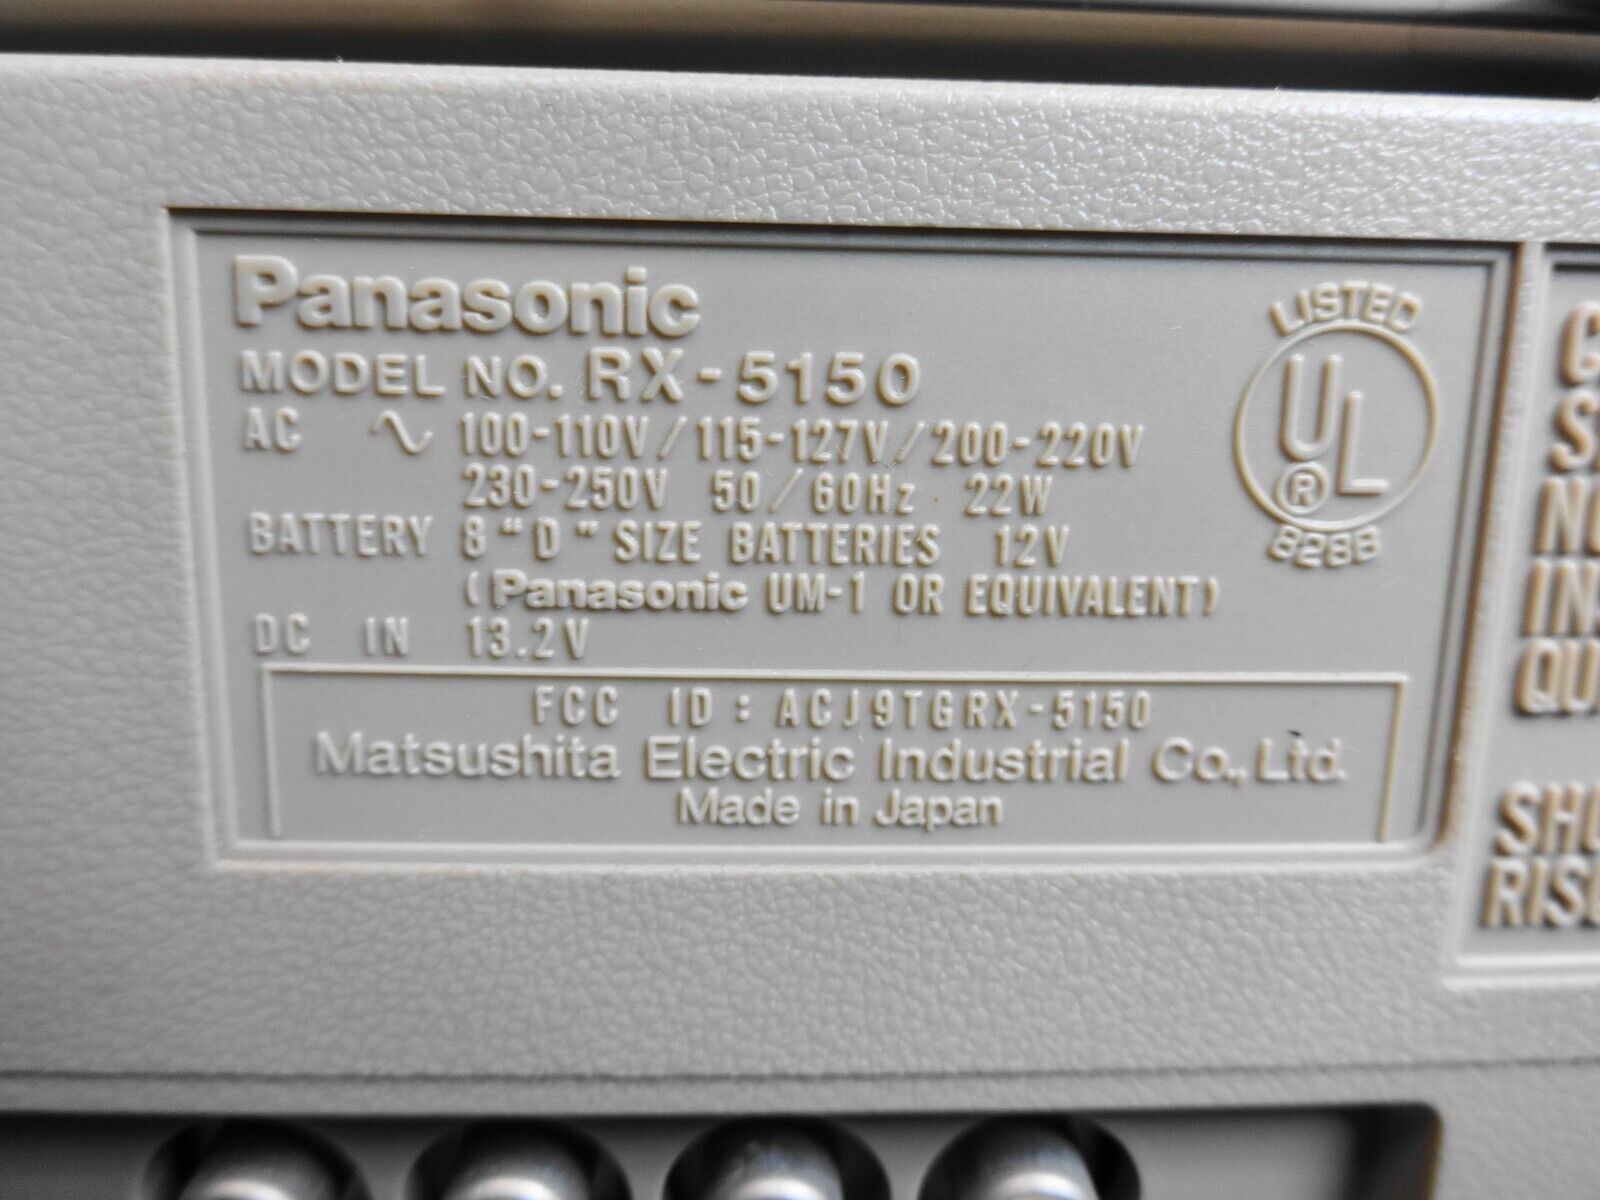 Panasonic
MODEL NO. RX-5150
AC ∿ 100-110V/115-127V/200-220V
230-250V 50/60Hz 22W
BATTERY 8 "D" SIZE BATTERIES 12V
(Panasonic UM-1 OR EQUIVALENT)
DC IN 13.2V
FCC ID: ACJ9TGRX-5150
Matsushita Electric Industrial Co., Ltd.
Made in Japan
LISTED
UL
®
828B